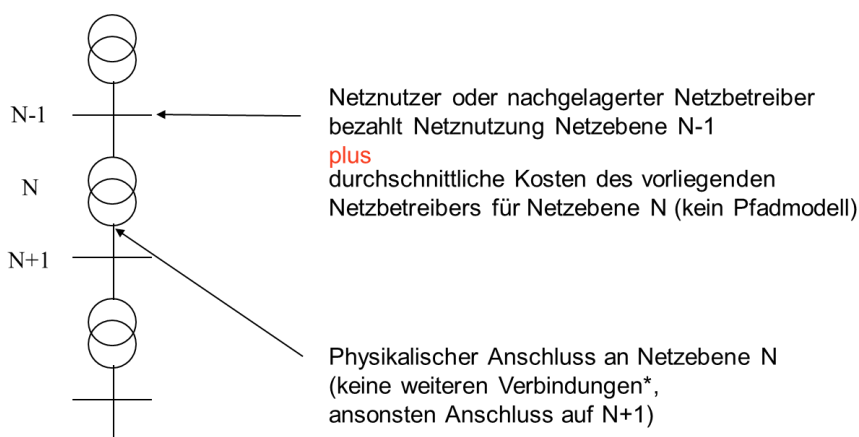 N-1
Netznutzer oder nachgelagerter Netzbetreiber
bezahlt Netznutzung Netzebene N-1
plus
durchschnittliche Kosten des vorliegenden
Netzbetreibers für Netzebene N (kein Pfadmodell)
N
N+1
Physikalischer Anschluss an Netzebene N
(keine weiteren Verbindungen*,
ansonsten Anschluss auf N+1)